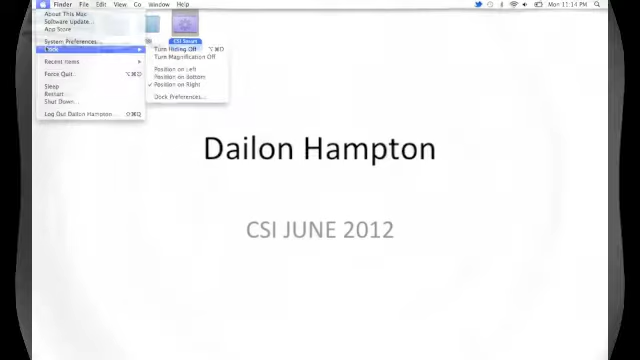 Finder File Edit View Go Window Help
Mon 11:14 PM
About This Mac
Software Update...
App Store...
System Preferences...
Dock
Recent Items
Force Quit... ⌥⌘⎋
Sleep
Restart...
Shut Down...
Log Out Dailon Hampton... ⇧⌘Q
Turn Hiding Off ⌥⌘D
Turn Magnification Off
Position on Left
Position on Bottom
✓ Position on Right
Dock Preferences...
Dailon Hampton
CSI JUNE 2012